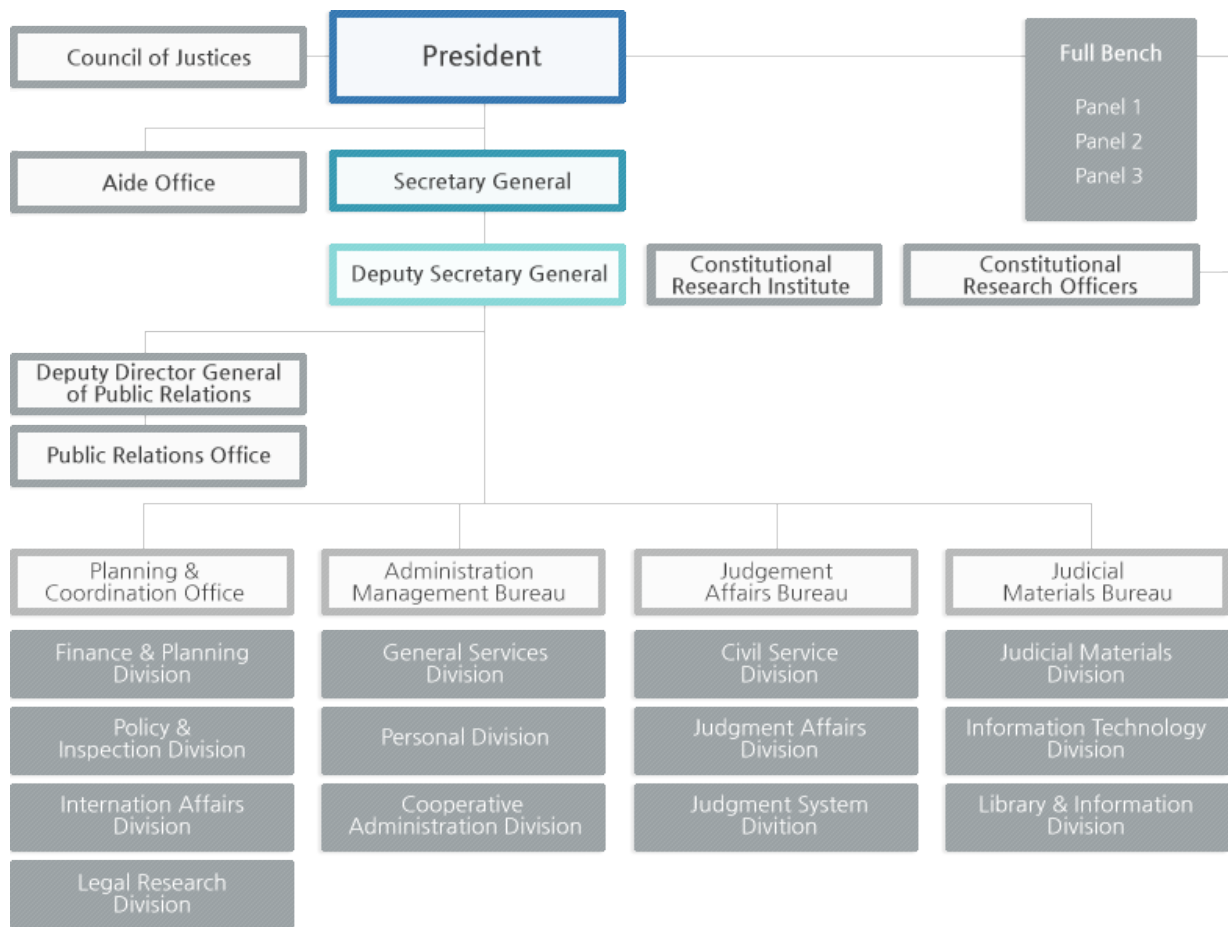 Council of Justices
President
Full Bench
Panel 1
Panel 2
Panel 3
Aide Office
Secretary General
Deputy Secretary General
Constitutional
Research Institute
Constitutional
Research Officers
Deputy Director General
of Public Relations
Public Relations Office
Planning &
Coordination Office
Finance & Planning
Division
Policy &
Inspection Division
Internation Affairs
Division
Legal Research
Division
Administration
Management Bureau
General Services
Division
Personal Division
Cooperative
Administration Division
Judgement
Affairs Bureau
Civil Service
Division
Judgment Affairs
Division
Judgment System
Divition
Judicial
Materials Bureau
Judicial Materials
Division
Information Technology
Division
Library & Information
Division